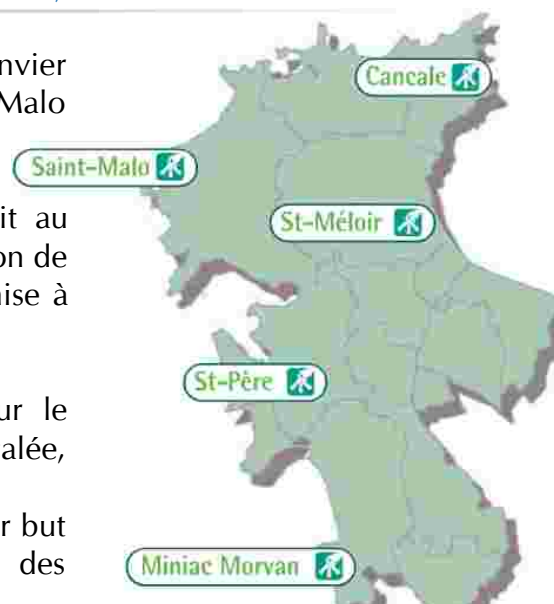 nvier
Malo
it au
on de
nise à
ur le
alée,
r but
des
Cancale
Saint-Malo
St-Méloir
St-Père
Miniac Morvan